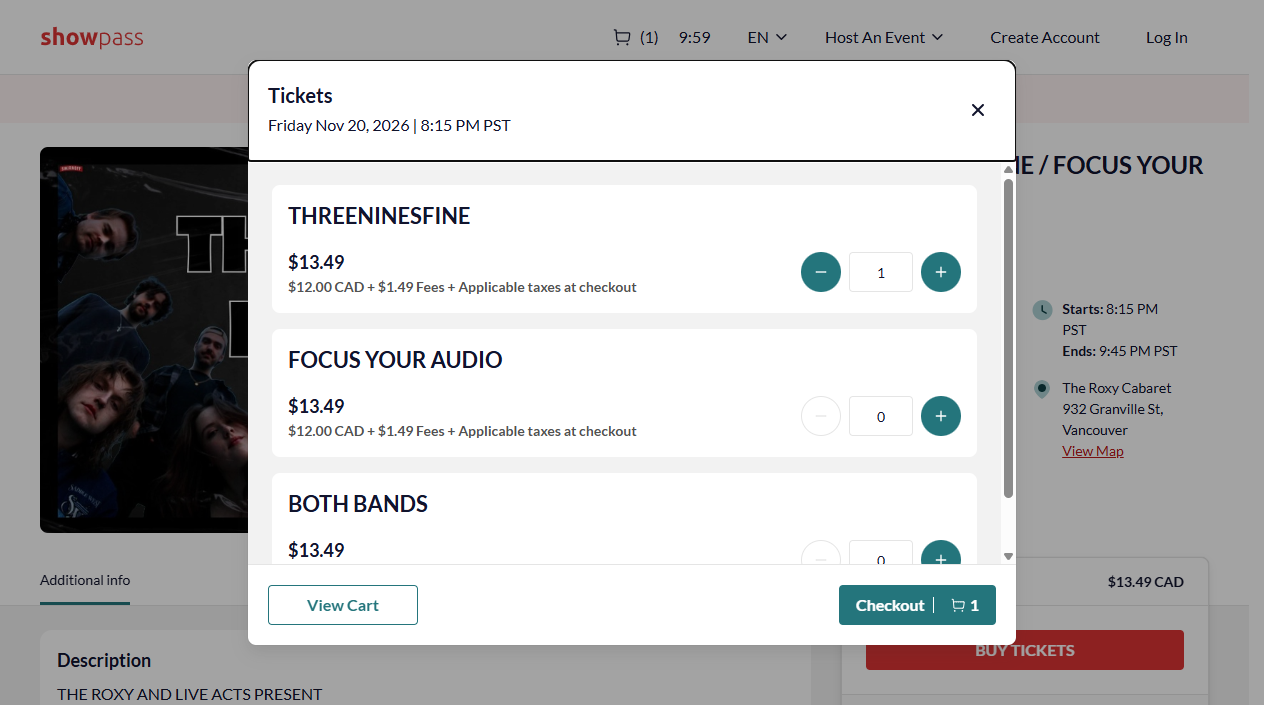 showpass
(1)
9:59
EN
Host An Event
Create Account
Log In
Tickets
Friday Nov 20, 2026 | 8:15 PM PST
/ FOCUS YOUR
THREENINESFINE
$13.49
$12.00 CAD + $1.49 Fees + Applicable taxes at checkout
1
FOCUS YOUR AUDIO
$13.49
$12.00 CAD + $1.49 Fees + Applicable taxes at checkout
0
BOTH BANDS
$13.49
0
Starts: 8:15 PM
PST
Ends: 9:45 PM PST
The Roxy Cabaret
932 Granville St,
Vancouver
View Map
View Cart
Checkout
1
Additional info
$13.49 CAD
BUY TICKETS
Description
THE ROXY AND LIVE ACTS PRESENT